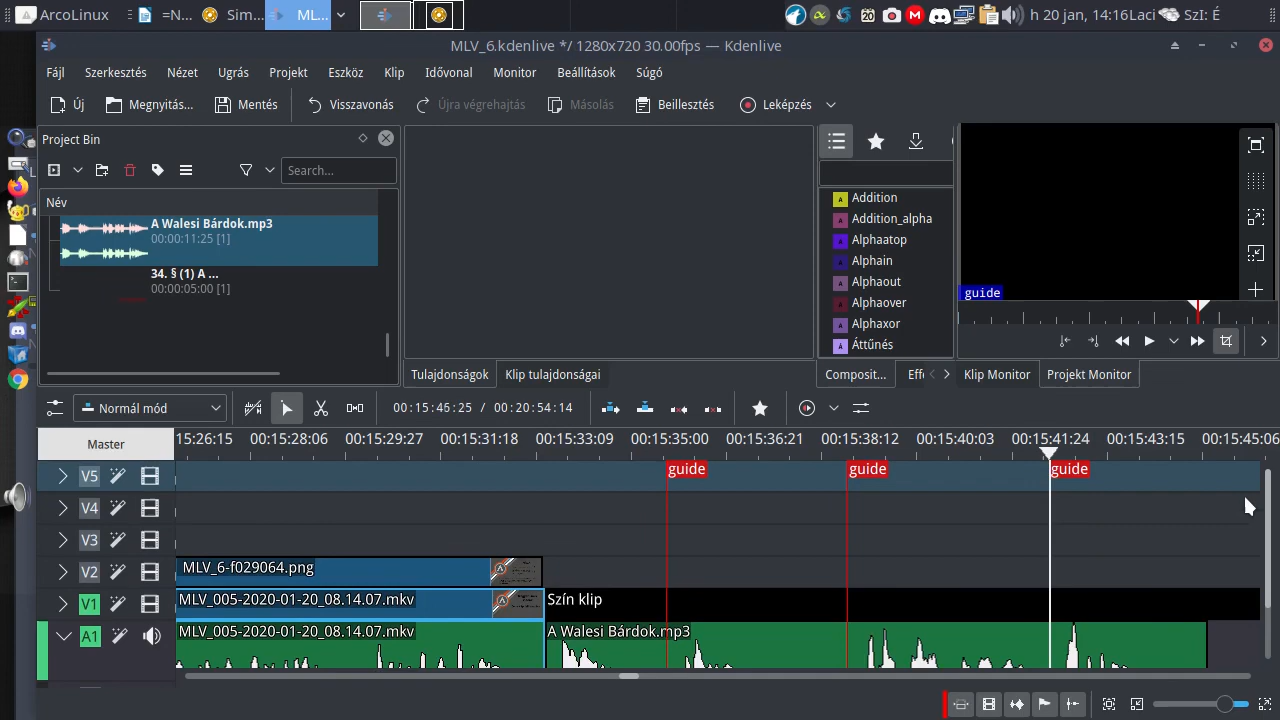 ArcoLinux
=N...
Sim...
ML...
20
h 20 jan, 14:16
Laci
SzI: É
MLV_6.kdenlive */ 1280x720 30.00fps — Kdenlive
Fájl Szerkesztés Nézet Ugrás Projekt Eszköz Klip Idővonal Monitor Beállítások Súgó
Új Megnyitás... Mentés Visszavonás Újra végrehajtás Másolás Beillesztés Leképzés
Project Bin
Search...
Név
A Walesi Bárdok.mp3
00:00:11:25 [1]
34. § (1) A ...
00:00:05:00 [1]
Tulajdonságok Klip tulajdonságai
Addition
Addition_alpha
Alphaatop
Alphain
Alphaout
Alphaover
Alphaxor
Áttűnés
Composit... Effe
guide
Klip Monitor Projekt Monitor
Normál mód
00:15:46:25 / 00:20:54:14
Master
15:26:15 00:15:28:06 00:15:29:27 00:15:31:18 00:15:33:09 00:15:35:00 00:15:36:21 00:15:38:12 00:15:40:03 00:15:41:24 00:15:43:15 00:15:45:06
V5
guide guide guide
V4
V3
V2
MLV_6-f029064.png
V1
MLV_005-2020-01-20_08.14.07.mkv
Szín klip
A1
MLV_005-2020-01-20_08.14.07.mkv
A Walesi Bárdok.mp3